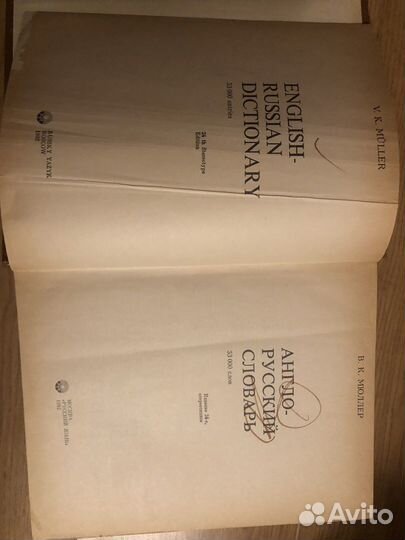 V. K. MÜLLER
ENGLISH-
RUSSIAN
DICTIONARY
53 000 entries
24 th Stereotype
Edition
RUSSKY YAZYK
MOSCOW
1992
В. К. МЮЛЛЕР
АНГЛО-
РУССКИЙ
СЛОВАРЬ
53 000 слов
Издание 24-е,
стереотипное
МОСКВА
«РУССКИЙ ЯЗЫК»
1992
Avito